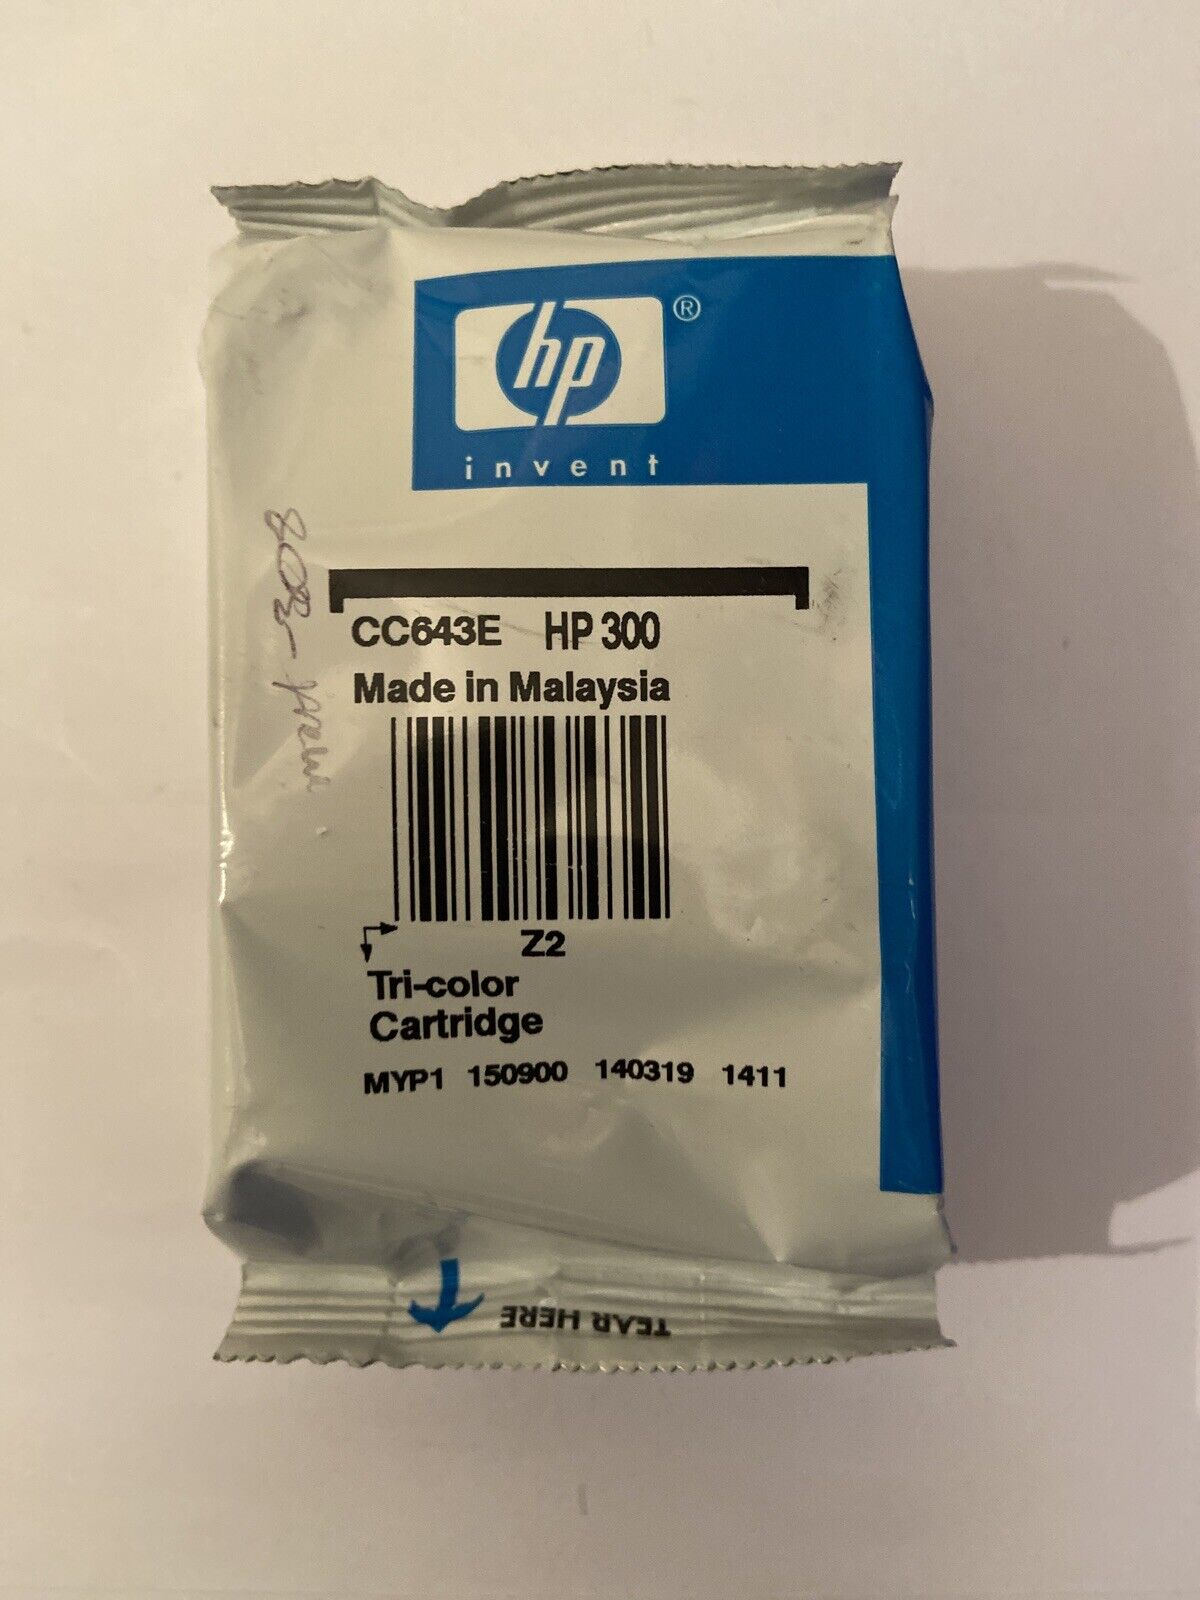 hp ®
invent
CC643E HP 300
Made in Malaysia
Z2
Tri-color
Cartridge
MYP1 150900 140319 1411
TEAR HERE